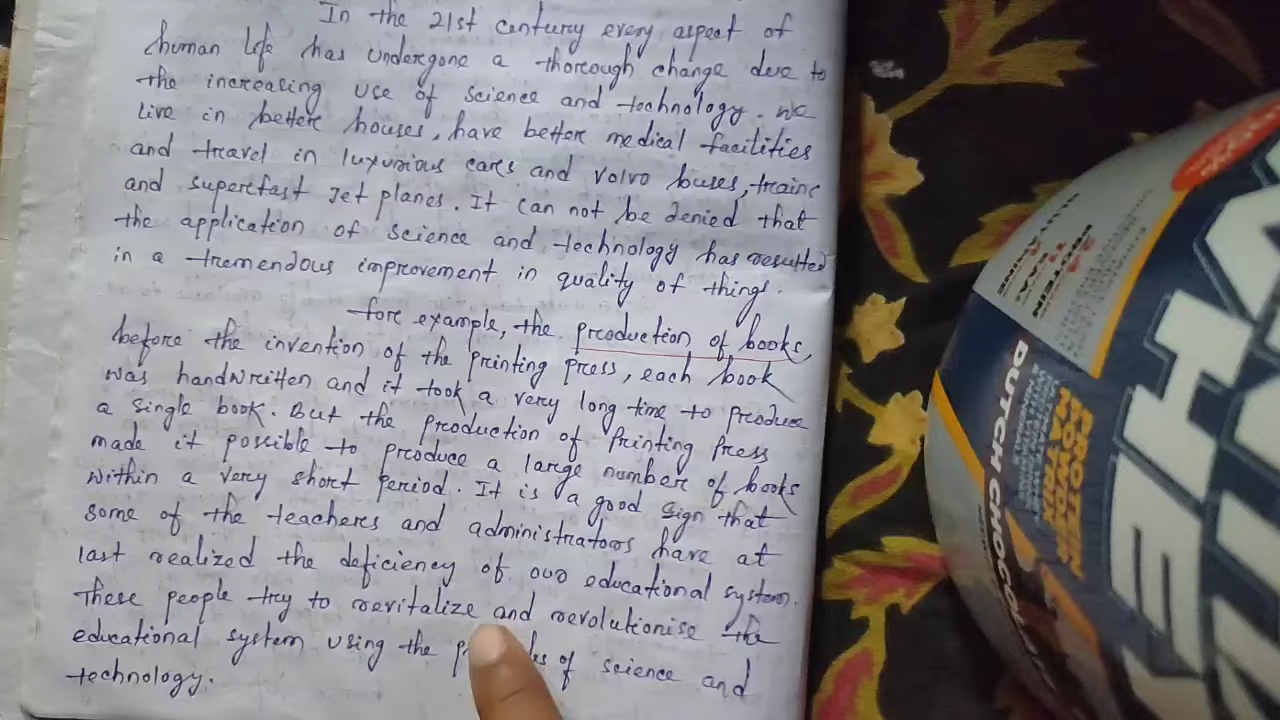 In the 21st century every aspect of
human life has undergone a thorough change due to
the increasing use of science and technology. We
live in better houses, have better medical facilities
and travel in luxurious cars and volvo buses, trains
and superfast Jet planes. It can not be denied that
the application of science and technology has resulted
in a tremendous improvement in quality of things.
fore example, the production of books,
before the invention of the printing press, each book
was handwritten and it took a very long time to produce
a single book. But the production of Printing Press
made it possible to produce a large number of books
within a very short period. It is a good sign that
some of the teachers and administrators have at
last realized the deficiency of our educational system.
These people try to revitalize and revolutionise the
educational system using the of science and
technology.
WHE
PROTEIN
DUTCH CHOCOLA